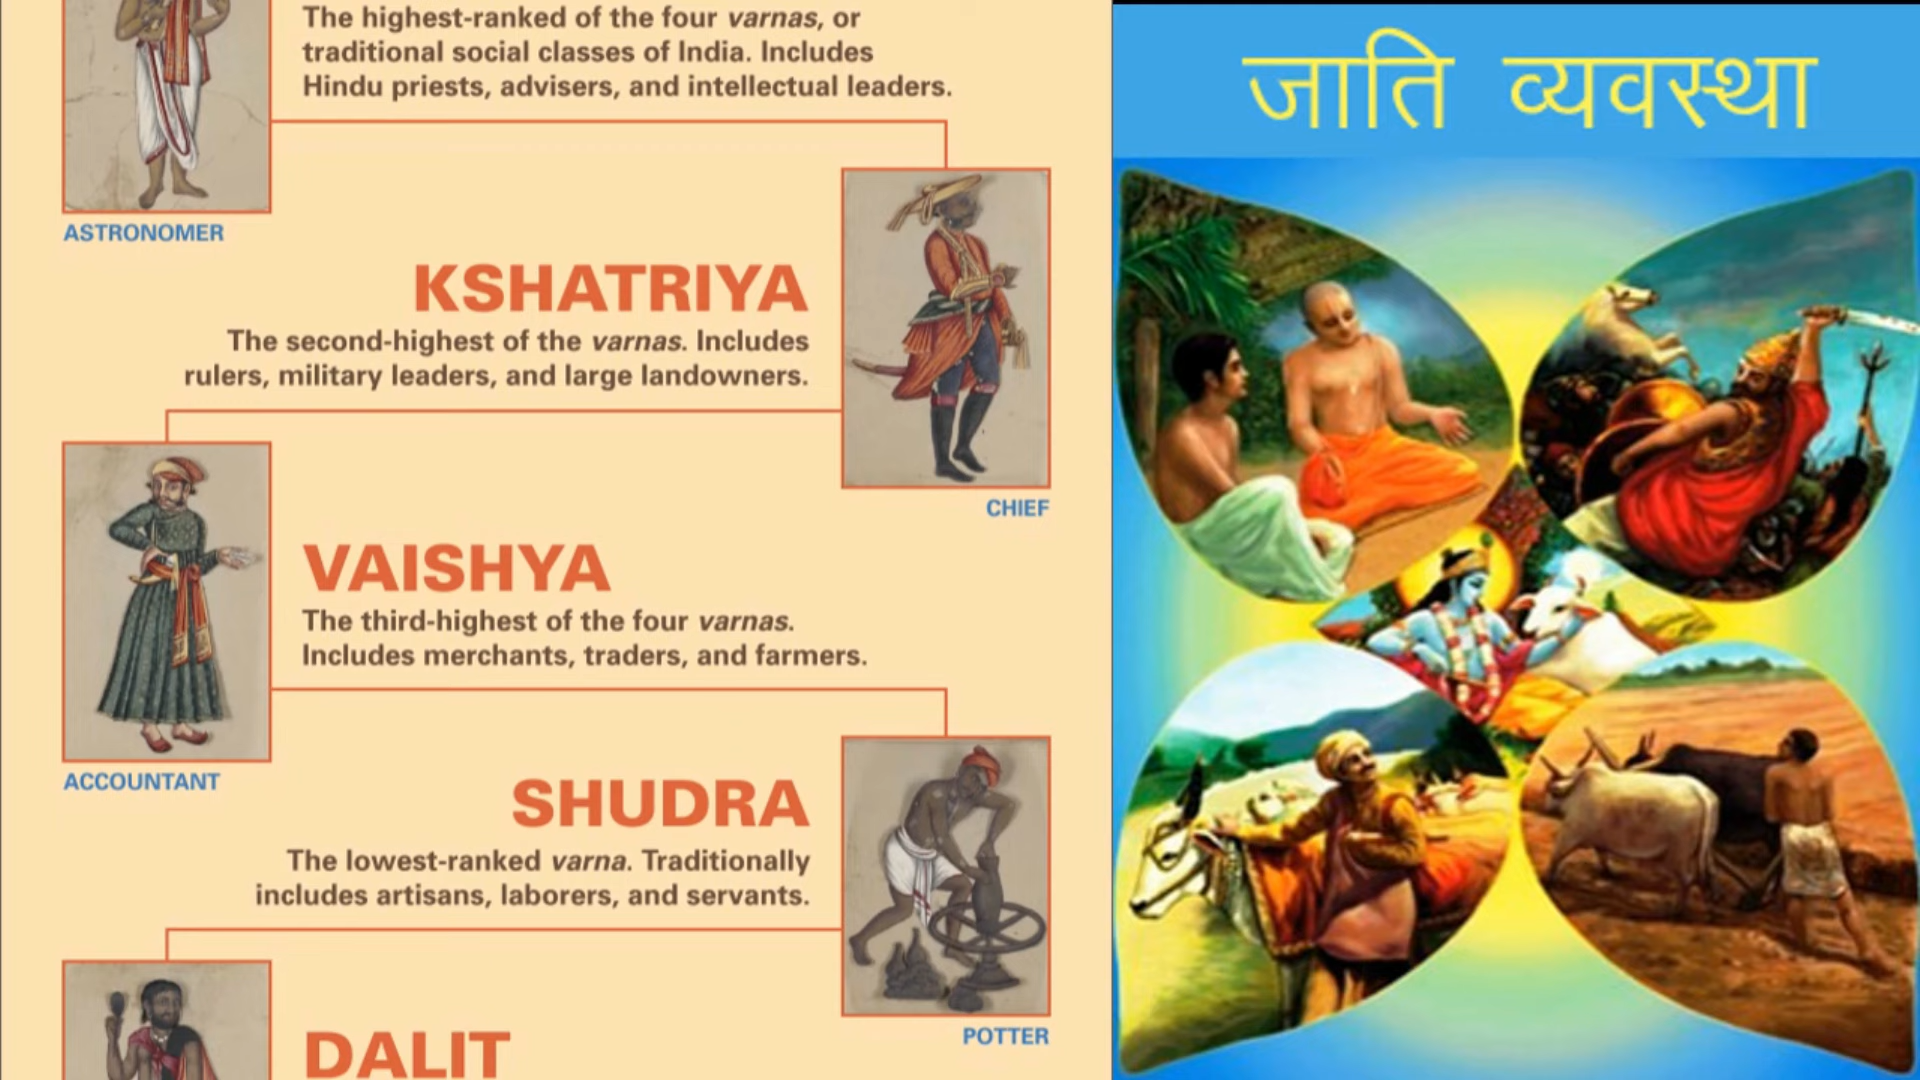 The highest-ranked of the four varnas, or
traditional social classes of India. Includes
Hindu priests, advisers, and intellectual leaders.
ASTRONOMER
KSHATRIYA
The second-highest of the varnas. Includes
rulers, military leaders, and large landowners.
CHIEF
VAISHYA
The third-highest of the four varnas.
Includes merchants, traders, and farmers.
ACCOUNTANT
SHUDRA
The lowest-ranked varna. Traditionally
includes artisans, laborers, and servants.
POTTER
DALIT
जाति व्यवस्था